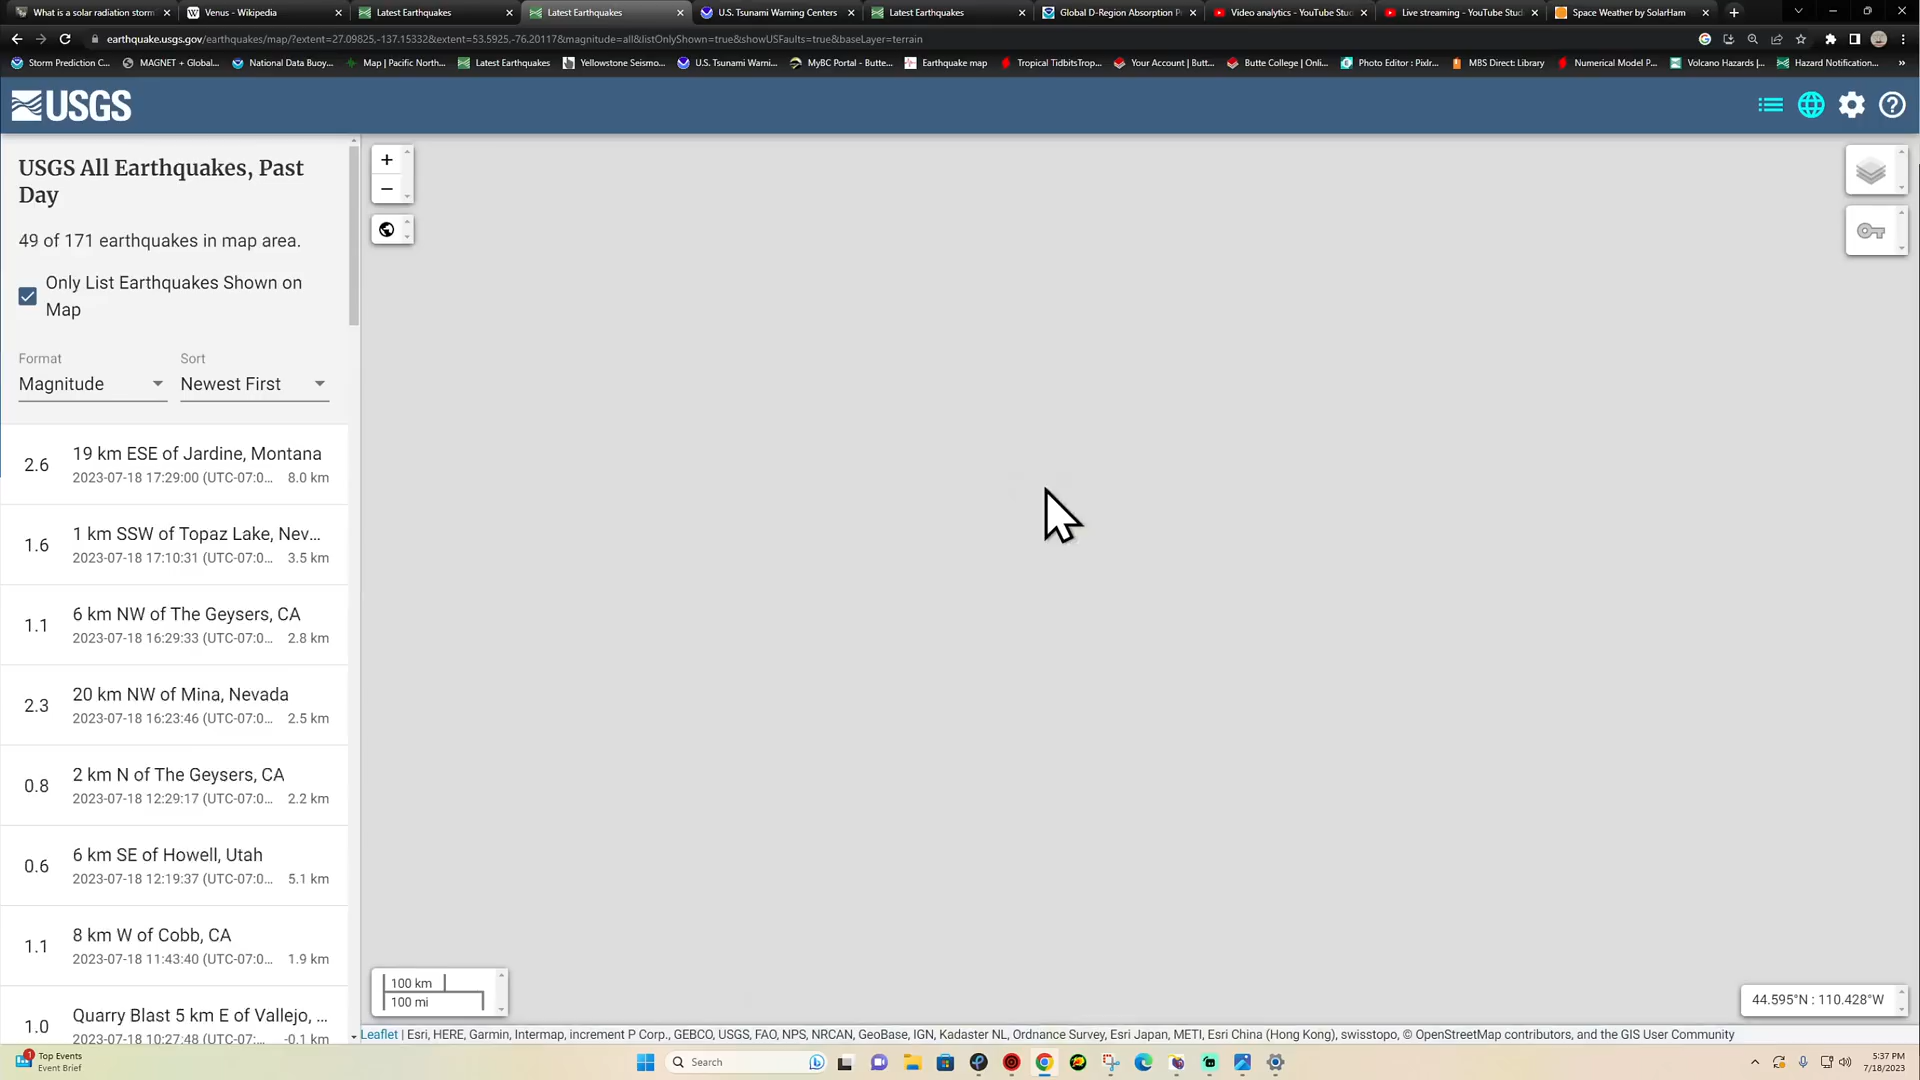 What is a solar radiation storm
Venus - Wikipedia
Latest Earthquakes
Latest Earthquakes
U.S. Tsunami Warning Centers
Latest Earthquakes
Global D-Region Absorption P
Video analytics - YouTube Stud
Live streaming - YouTube Stud
Space Weather by SolarHam
earthquake.usgs.gov/earthquakes/map/?extent=27.09825,-137.15332&extent=53.5925,-76.20117&magnitude=all&listOnlyShown=true&showUSFaults=true&baseLayer=terrain
Storm Prediction C...
MAGNET + Global...
National Data Buoy...
Map | Pacific North...
Latest Earthquakes
Yellowstone Seismo...
U.S. Tsunami Warni...
MyBC Portal - Butte...
Earthquake map
Tropical TidbitsTrop...
Your Account | Butt...
Butte College | Onli...
Photo Editor : Pixlr...
MBS Direct: Library
Numerical Model P...
Volcano Hazards |...
Hazard Notification...
»
USGS
USGS All Earthquakes, Past
Day
49 of 171 earthquakes in map area.
Only List Earthquakes Shown on
Map
Format
Sort
Magnitude
Newest First
2.6
19 km ESE of Jardine, Montana
2023-07-18 17:29:00 (UTC-07:0... 8.0 km
1.6
1 km SSW of Topaz Lake, Nev...
2023-07-18 17:10:31 (UTC-07:0... 3.5 km
1.1
6 km NW of The Geysers, CA
2023-07-18 16:29:33 (UTC-07:0... 2.8 km
2.3
20 km NW of Mina, Nevada
2023-07-18 16:23:46 (UTC-07:0... 2.5 km
0.8
2 km N of The Geysers, CA
2023-07-18 12:29:17 (UTC-07:0... 2.2 km
0.6
6 km SE of Howell, Utah
2023-07-18 12:19:37 (UTC-07:0... 5.1 km
1.1
8 km W of Cobb, CA
2023-07-18 11:43:40 (UTC-07:0... 1.9 km
1.0
Quarry Blast 5 km E of Vallejo, ...
2023-07-18 10:27:48 (UTC-07:... -0.1 km
+
−
100 km
100 mi
44.595°N : 110.428°W
Leaflet | Esri, HERE, Garmin, Intermap, increment P Corp., GEBCO, USGS, FAO, NPS, NRCAN, GeoBase, IGN, Kadaster NL, Ordnance Survey, Esri Japan, METI, Esri China (Hong Kong), swisstopo, © OpenStreetMap contributors, and the GIS User Community
1
Top Events
Event Brief
Search
5:37 PM
7/18/2023